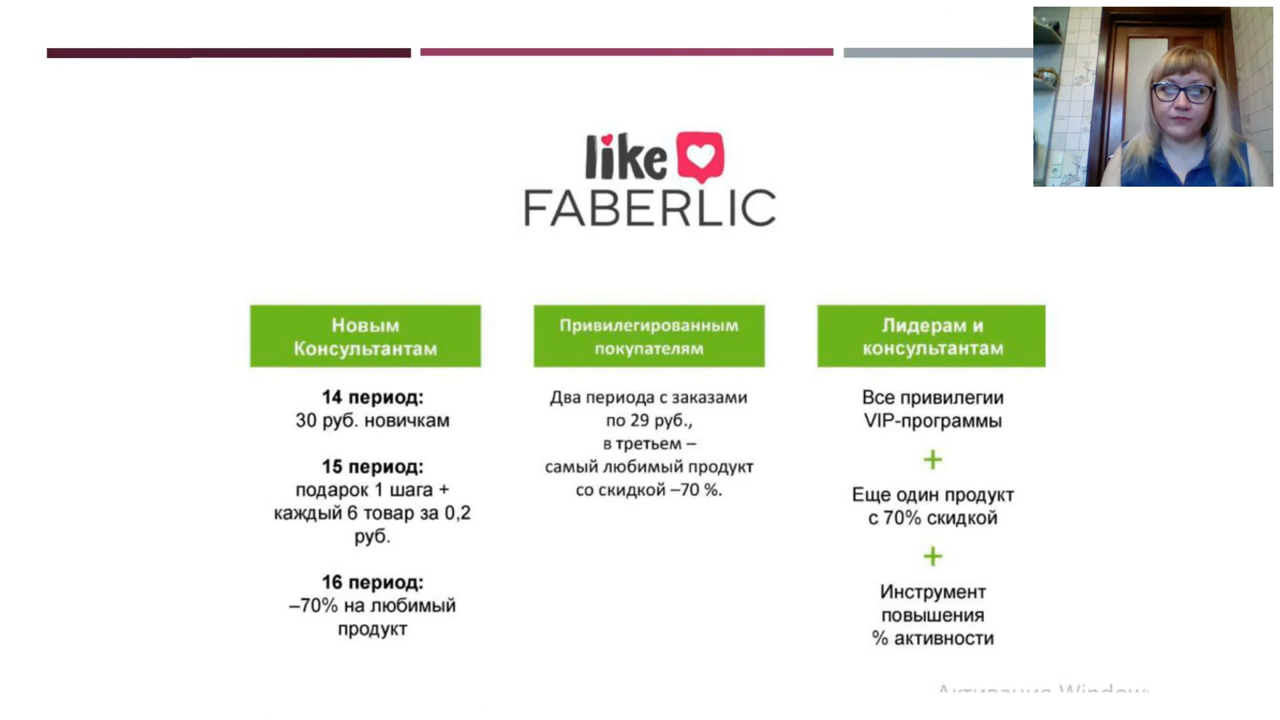 like
FABERLIC
Новым
Консультантам
14 период:
30 руб. новичкам
15 период:
подарок 1 шага +
каждый 6 товар за 0,2
руб.
16 период:
–70% на любимый
продукт
Привилегированным
покупателям
Два периода с заказами
по 29 руб.,
в третьем –
самый любимый продукт
со скидкой –70 %.
Лидерам и
консультантам
Все привилегии
VIP-программы
+
Еще один продукт
с 70% скидкой
+
Инструмент
повышения
% активности
Активация Windows